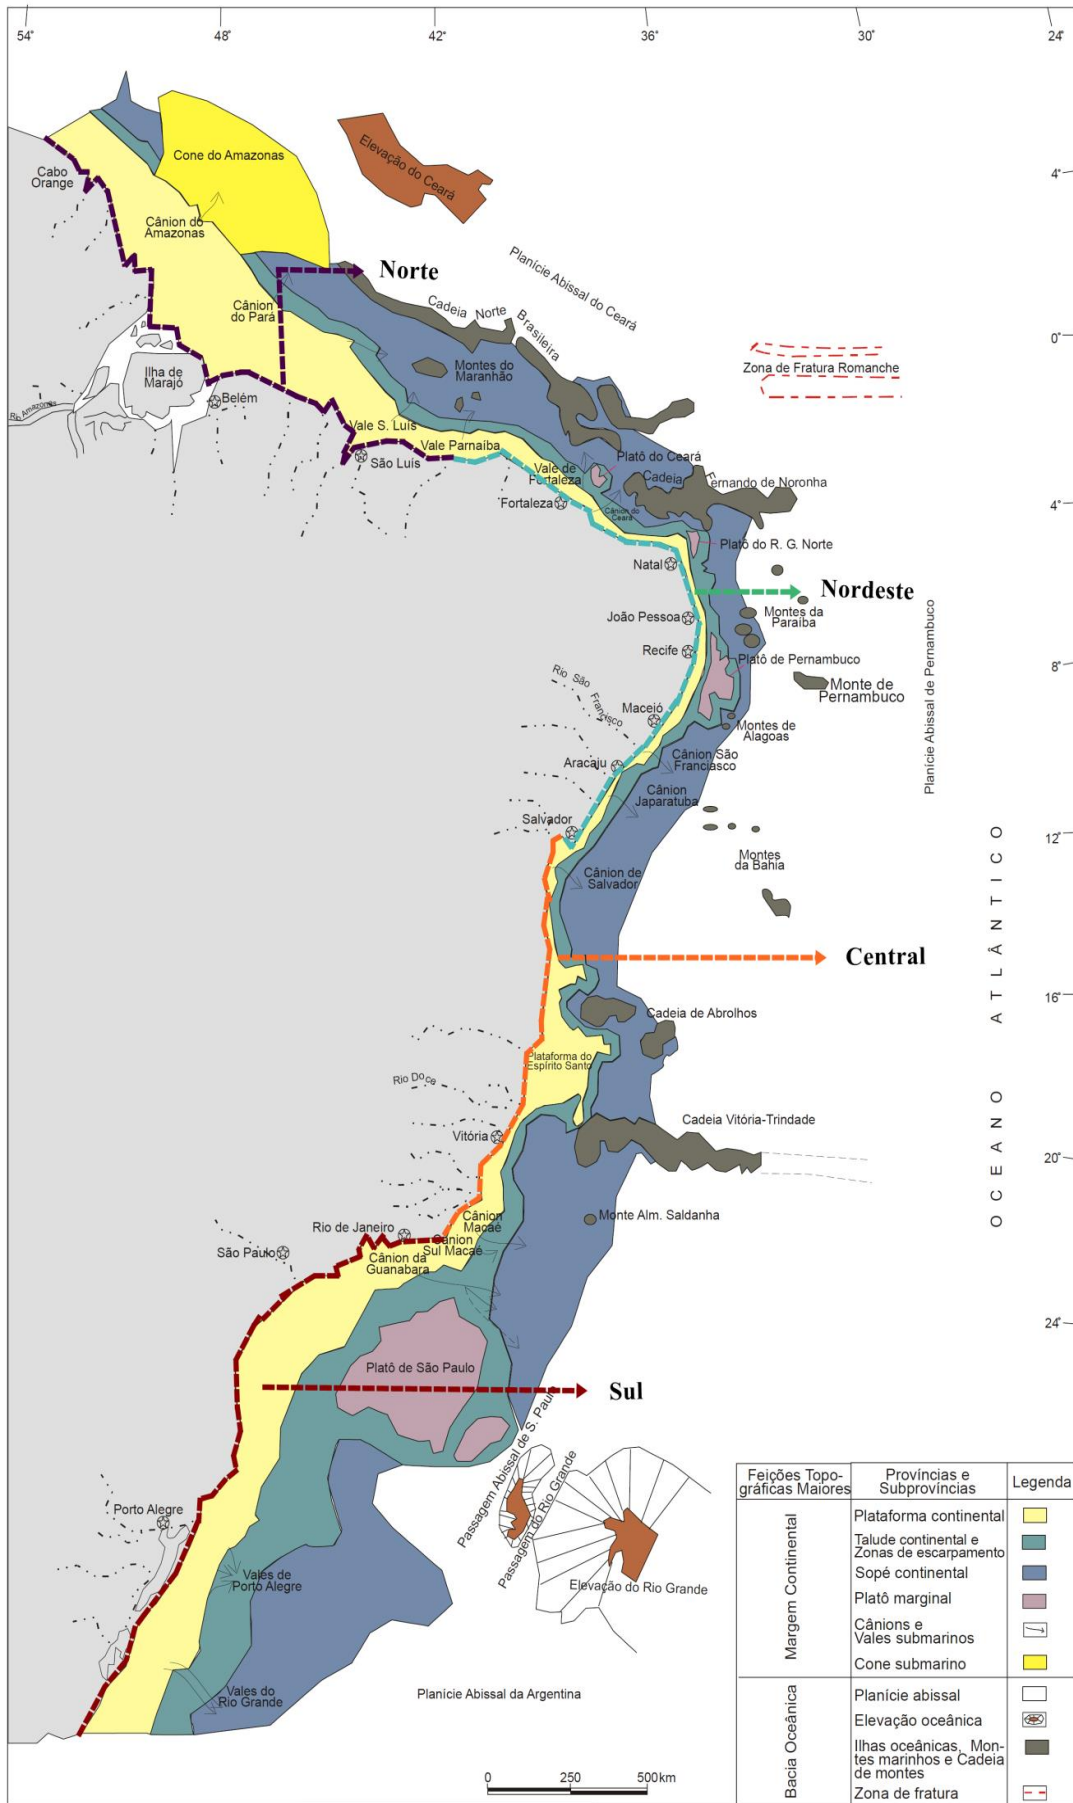 54°
48°
42°
36°
30°
24°
Elevação do Ceará
Cone do Amazonas
4°
Cabo
Orange
Cânion do
Amazonas
Norte
Planície Abissal do Ceará
Cânion
do Pará
Cadeia Norte
Brasileira
0°
Zona de Fratura Romanche
Ilha de
Marajó
Montes do
Maranhão
Rio Amazonas
Belém
Vale S. Luís
Vale Parnaíba
São Luís
Platô do Ceará
Vale de
Fortaleza
Cadeia
Fernando de Noronha
Fortaleza
4°
Cânion do
Ceará
Platô do R. G. Norte
Natal
Nordeste
João Pessoa
Montes da
Paraíba
Recife
Platô de Pernambuco
8°
Rio São Francisco
Monte de
Pernambuco
Maceió
Montes de
Alagoas
Planície Abissal de Pernambuco
Cânion São
Franciasco
Aracaju
Cânion
Japaratuba
Salvador
12°
Montes
da Bahia
Cânion de
Salvador
Central
OCEANO ATLÂNTICO
16°
Cadeia de Abrolhos
Plataforma do
Espírito Santo
Rio Doce
Cadeia Vitória-Trindade
Vitória
20°
Cânion
Macaé
Monte Alm. Saldanha
Rio de Janeiro
Cânion
Sul Macaé
São Paulo
Cânion da
Guanabara
24°
Platô de São Paulo
Sul
Passagem Abissal de S. Paulo
Passagem do Rio Grande
Porto Alegre
Vales de
Porto Alegre
Elevação do Rio Grande
Vales do
Rio Grande
Planície Abissal da Argentina
0 250 500km
Feições Topo-
gráficas Maiores
Províncias e
Subprovíncias
Legenda
Margem Continental
Plataforma continental
Talude continental e
Zonas de escarpamento
Sopé continental
Platô marginal
Cânions e
Vales submarinos
Cone submarino
Bacia Oceânica
Planície abissal
Elevação oceânica
Ilhas oceânicas, Mon-
tes marinhos e Cadeia
de montes
Zona de fratura